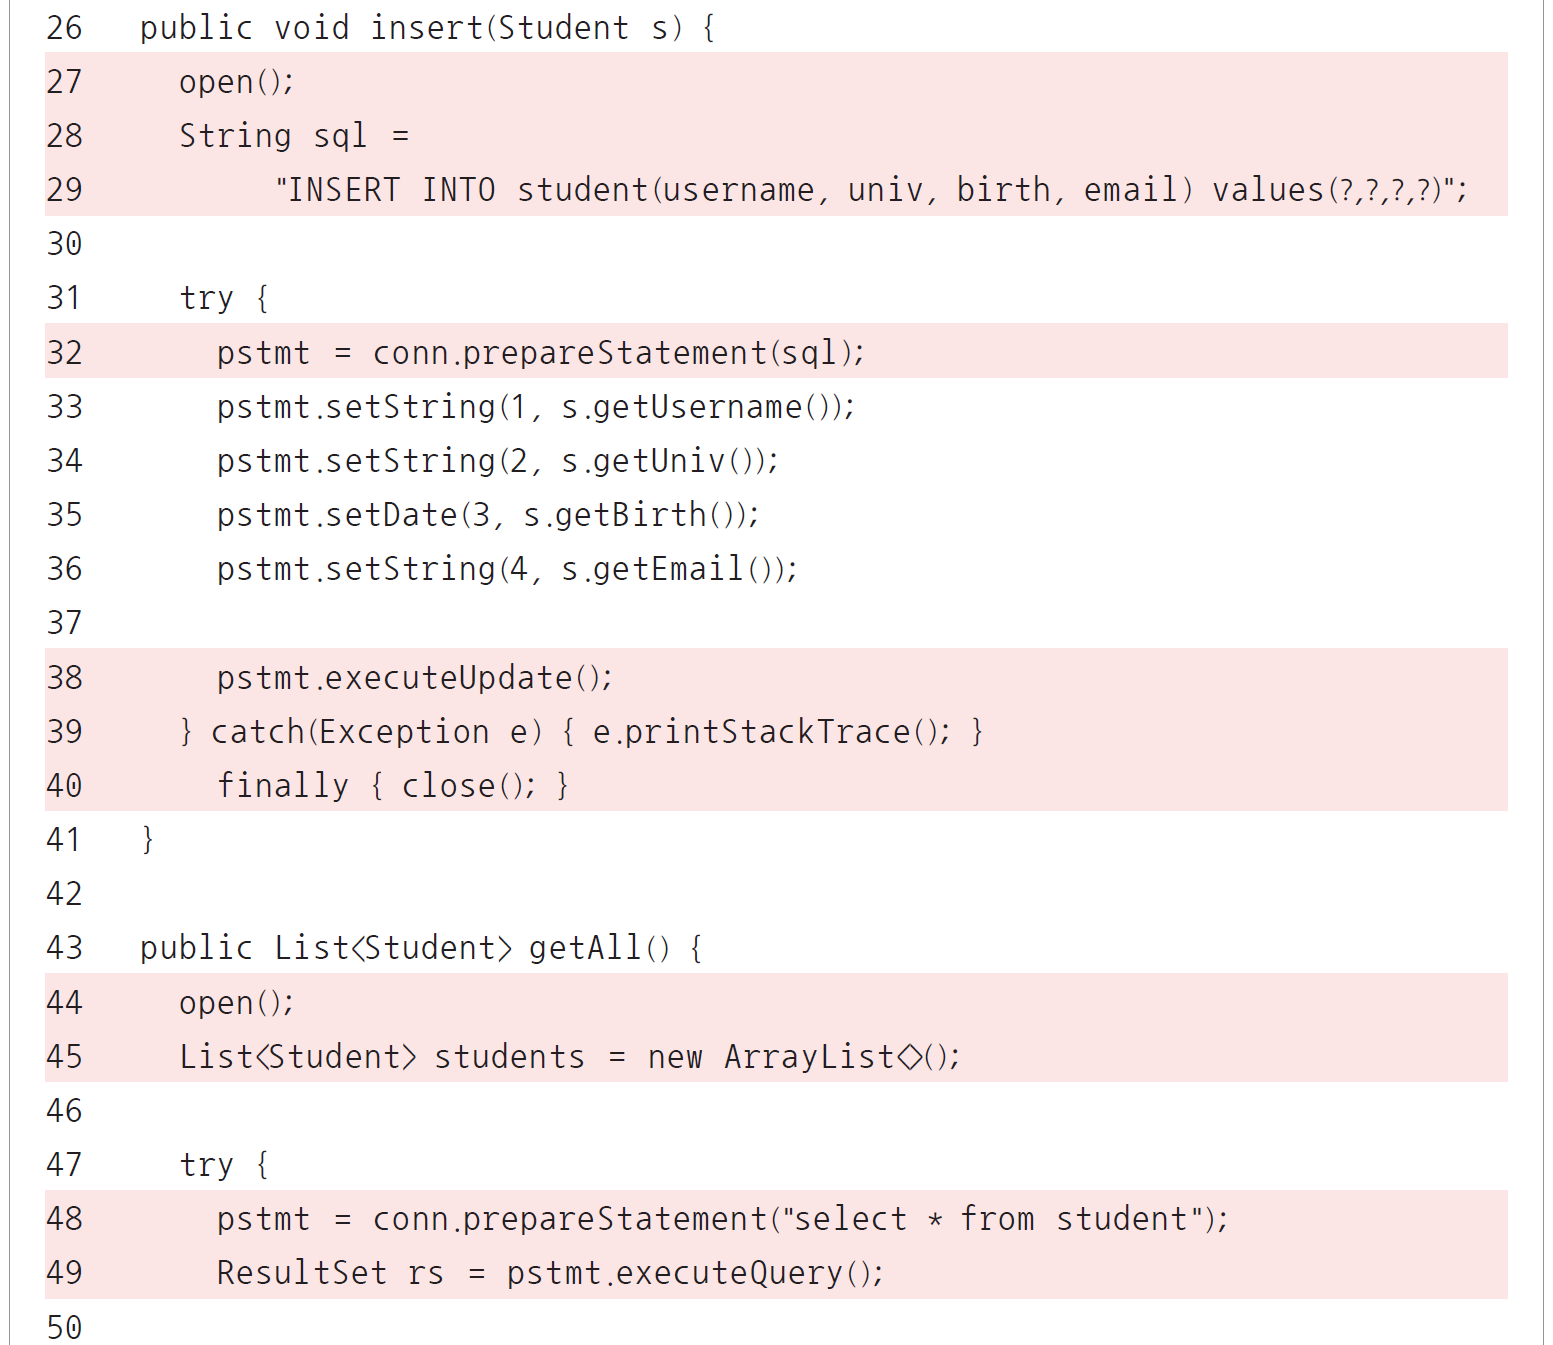 26 public void insert(Student s) {
27 open();
28 String sql =
29 "INSERT INTO student(username, univ, birth, email) values(?,?,?,?)";
30
31 try {
32 pstmt = conn.prepareStatement(sql);
33 pstmt.setString(1, s.getUsername());
34 pstmt.setString(2, s.getUniv());
35 pstmt.setDate(3, s.getBirth());
36 pstmt.setString(4, s.getEmail());
37
38 pstmt.executeUpdate();
39 } catch(Exception e) { e.printStackTrace(); }
40 finally { close(); }
41 }
42
43 public List<Student> getAll() {
44 open();
45 List<Student> students = new ArrayList<>();
46
47 try {
48 pstmt = conn.prepareStatement("select * from student");
49 ResultSet rs = pstmt.executeQuery();
50